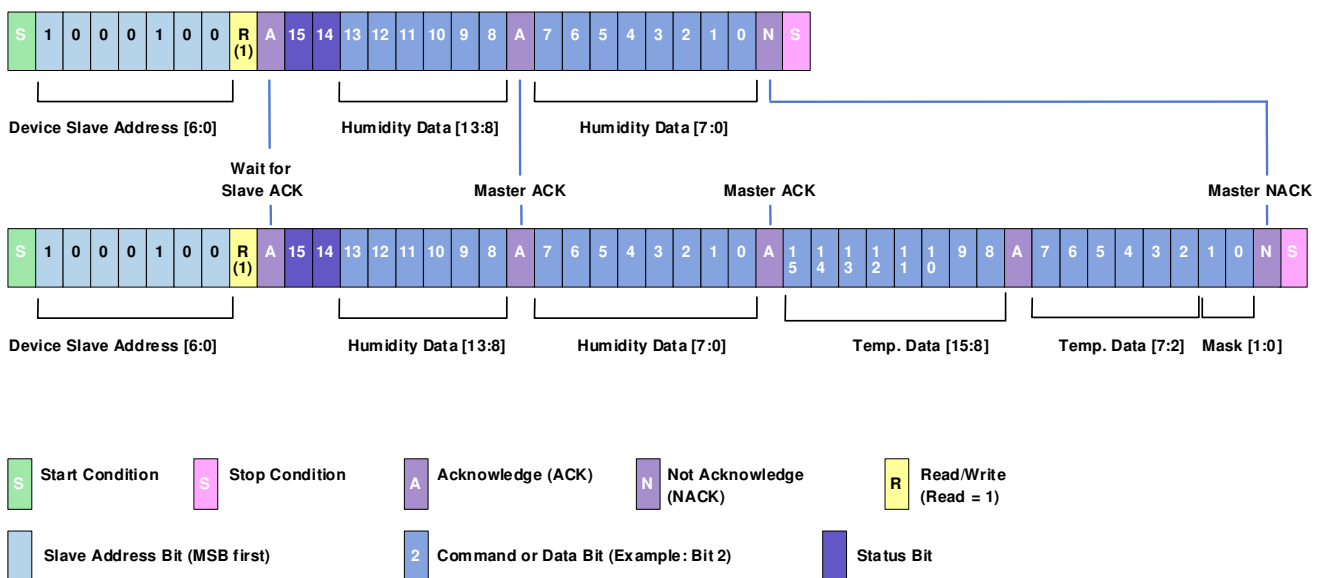 S 1 0 0 0 1 0 0 R (1) A 15 14 13 12 11 10 9 8 A 7 6 5 4 3 2 1 0 N S
Device Slave Address [6:0] Humidity Data [13:8] Humidity Data [7:0]
Wait for
Slave ACK Master ACK Master ACK Master NACK
S 1 0 0 0 1 0 0 R (1) A 15 14 13 12 11 10 9 8 A 7 6 5 4 3 2 1 0 A 15 14 13 12 11 10 9 8 A 7 6 5 4 3 2 1 0 N S
Device Slave Address [6:0] Humidity Data [13:8] Humidity Data [7:0] Temp. Data [15:8] Temp. Data [7:2] Mask [1:0]
S Start Condition S Stop Condition A Acknowledge (ACK) N Not Acknowledge (NACK) R Read/Write (Read = 1)
Slave Address Bit (MSB first) 2 Command or Data Bit (Example: Bit 2) Status Bit